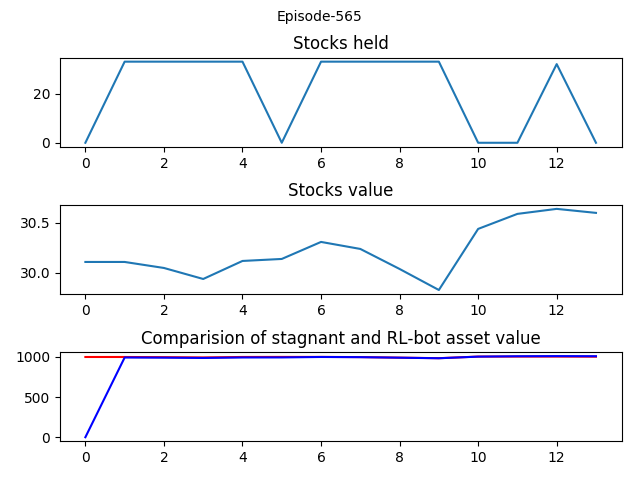 Episode-565
Stocks held
20
0
0 2 4 6 8 10 12
Stocks value
30.5
30.0
0 2 4 6 8 10 12
Comparision of stagnant and RL-bot asset value
1000
500
0
0 2 4 6 8 10 12